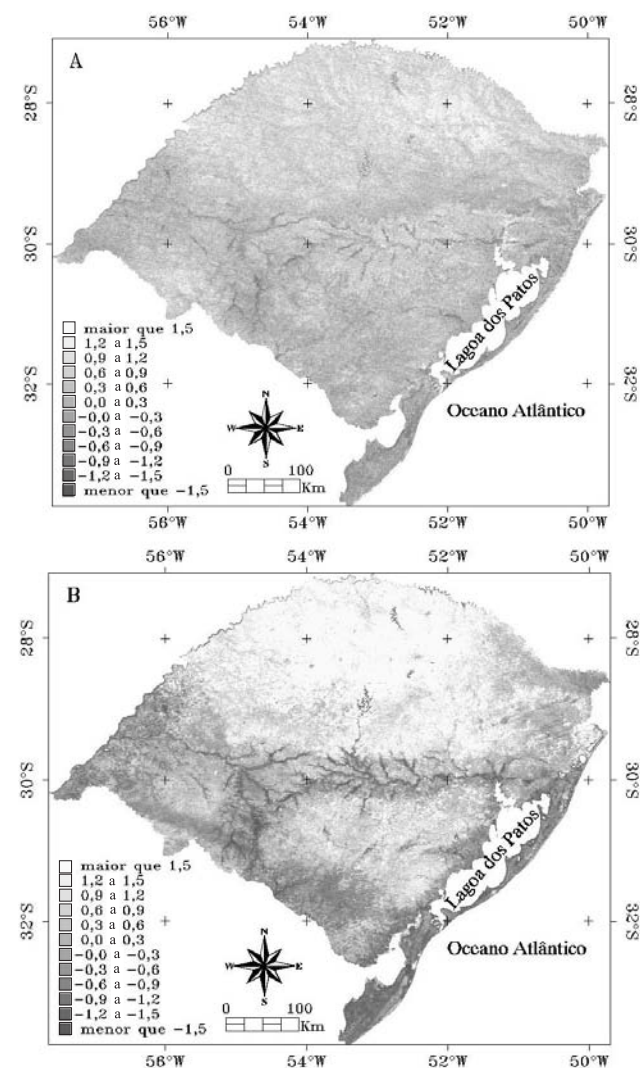 56°W 54°W 52°W 50°W
A
28°S 28°S
30°S 30°S
32°S 32°S
Lagoa dos Patos
Oceano Atlântico
maior que 1,5
1,2 a 1,5
0,9 a 1,2
0,6 a 0,9
0,3 a 0,6
0,0 a 0,3
-0,0 a -0,3
-0,3 a -0,6
-0,6 a -0,9
-0,9 a -1,2
-1,2 a -1,5
menor que -1,5
N
W E
S
0 100
Km
56°W 54°W 52°W 50°W
56°W 54°W 52°W 50°W
B
28°S 28°S
30°S 30°S
32°S 32°S
Lagoa dos Patos
Oceano Atlântico
maior que 1,5
1,2 a 1,5
0,9 a 1,2
0,6 a 0,9
0,3 a 0,6
0,0 a 0,3
-0,0 a -0,3
-0,3 a -0,6
-0,6 a -0,9
-0,9 a -1,2
-1,2 a -1,5
menor que -1,5
N
W E
S
0 100
Km
56°W 54°W 52°W 50°W